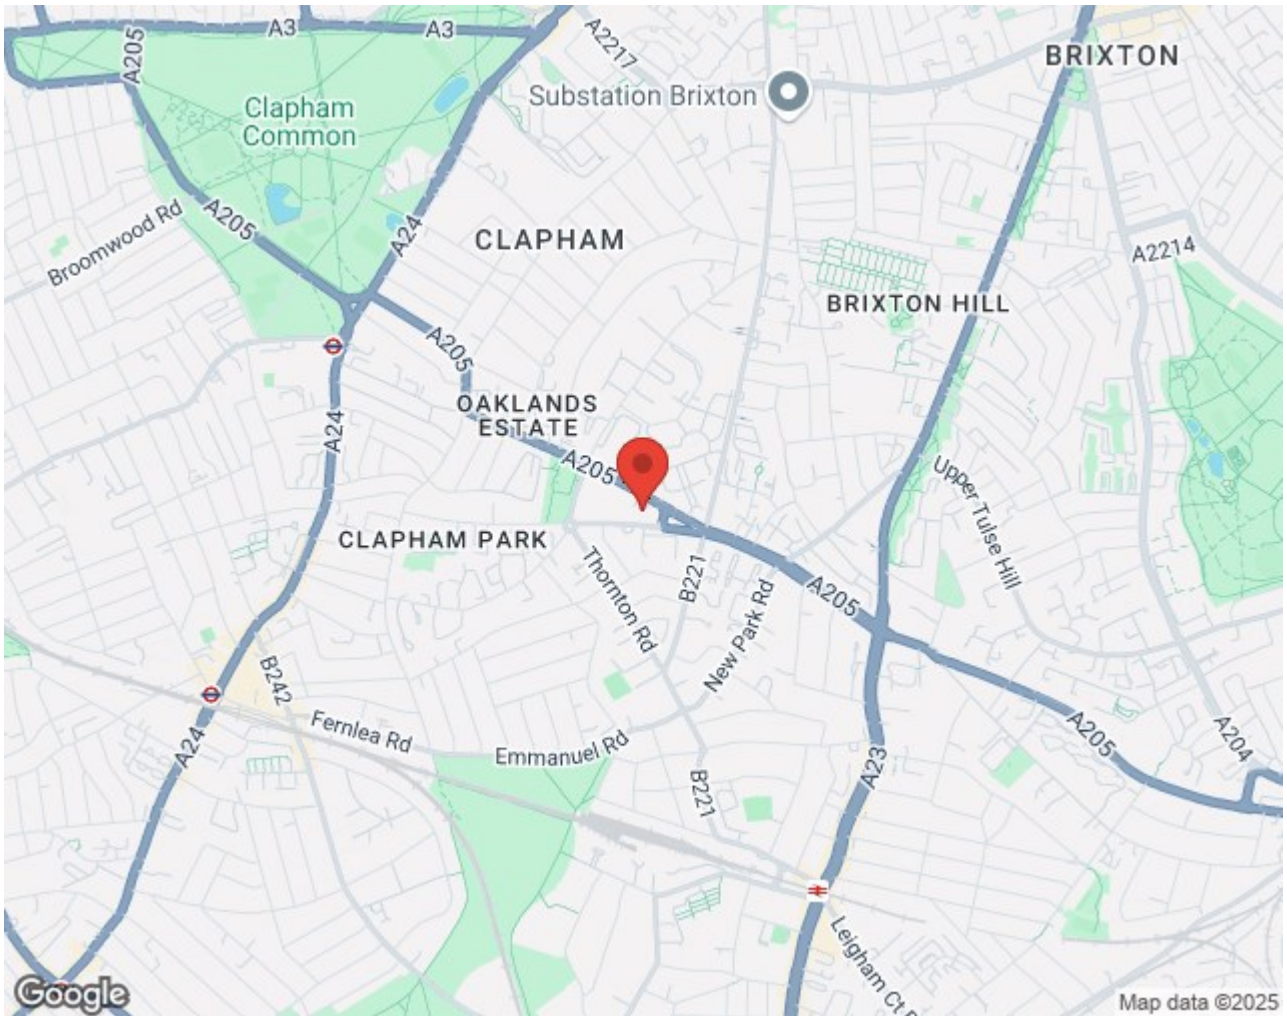 A3
A3
A2217
A205
BRIXTON
Substation Brixton
Clapham
Common
Broomwood Rd
A205
A24
CLAPHAM
A2214
BRIXTON HILL
A205
OAKLANDS
ESTATE
A24
A205
Upper Tulse Hill
CLAPHAM PARK
Thornton Rd
B221
New Park Rd
A205
B242
Fernlea Rd
Emmanuel Rd
A24
B221
A23
A205
A204
Leigham Ct
Google
Map data ©2025